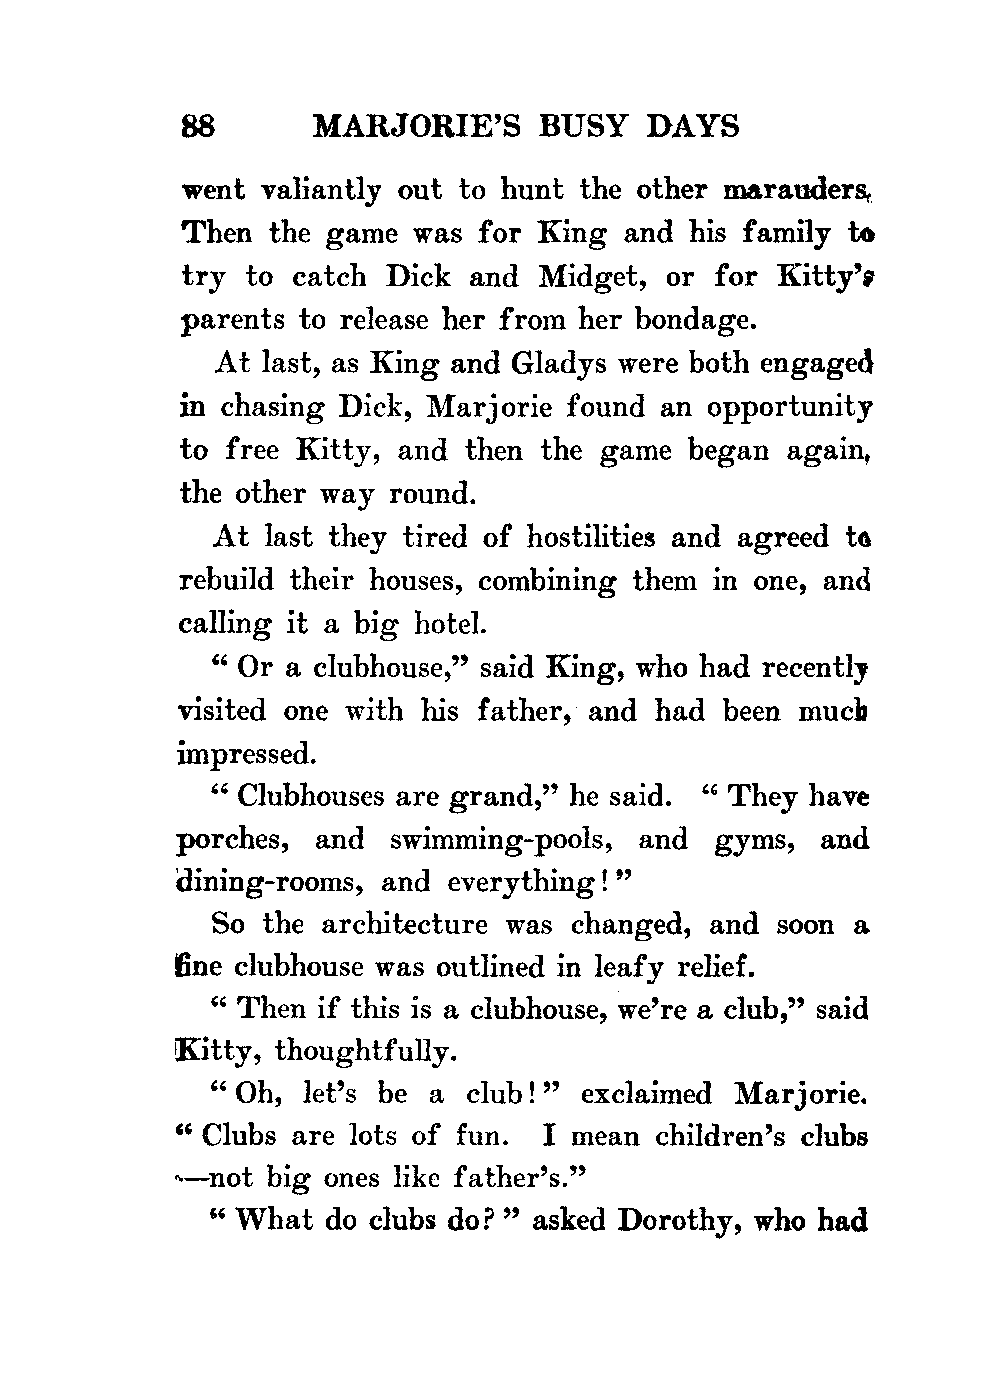 88 MARJORIE'S BUSY DAYS
went valiantly out to hunt the other marauders.
Then the game was for King and his family to
try to catch Dick and Midget, or for Kitty's
parents to release her from her bondage.
At last, as King and Gladys were both engaged
in chasing Dick, Marjorie found an opportunity
to free Kitty, and then the game began again,
the other way round.
At last they tired of hostilities and agreed to
rebuild their houses, combining them in one, and
calling it a big hotel.
“ Or a clubhouse,” said King, who had recently
visited one with his father, and had been much
impressed.
“ Clubhouses are grand,” he said. “ They have
porches, and swimming-pools, and gyms, and
dining-rooms, and everything! ”
So the architecture was changed, and soon a
fine clubhouse was outlined in leafy relief.
“ Then if this is a clubhouse, we’re a club,” said
Kitty, thoughtfully.
“ Oh, let’s be a club! ” exclaimed Marjorie.
“ Clubs are lots of fun. I mean children’s clubs
—not big ones like father’s.”
“ What do clubs do? ” asked Dorothy, who had